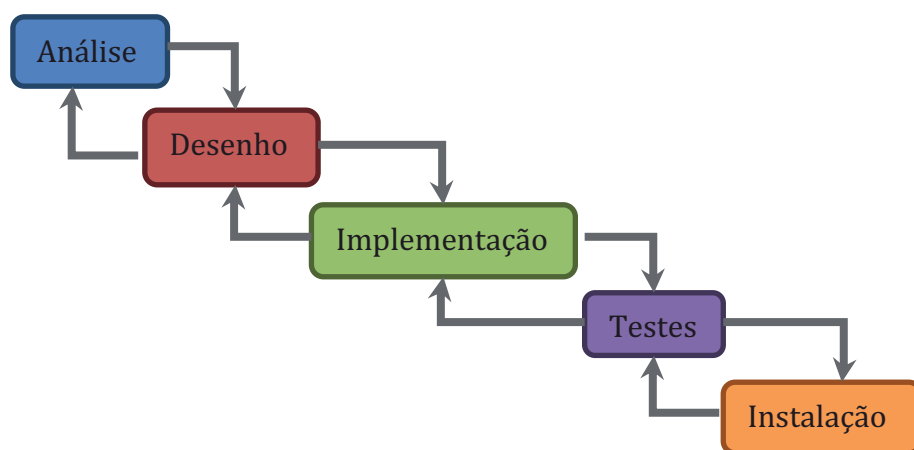 Análise
Desenho
Implementação
Testes
Instalação